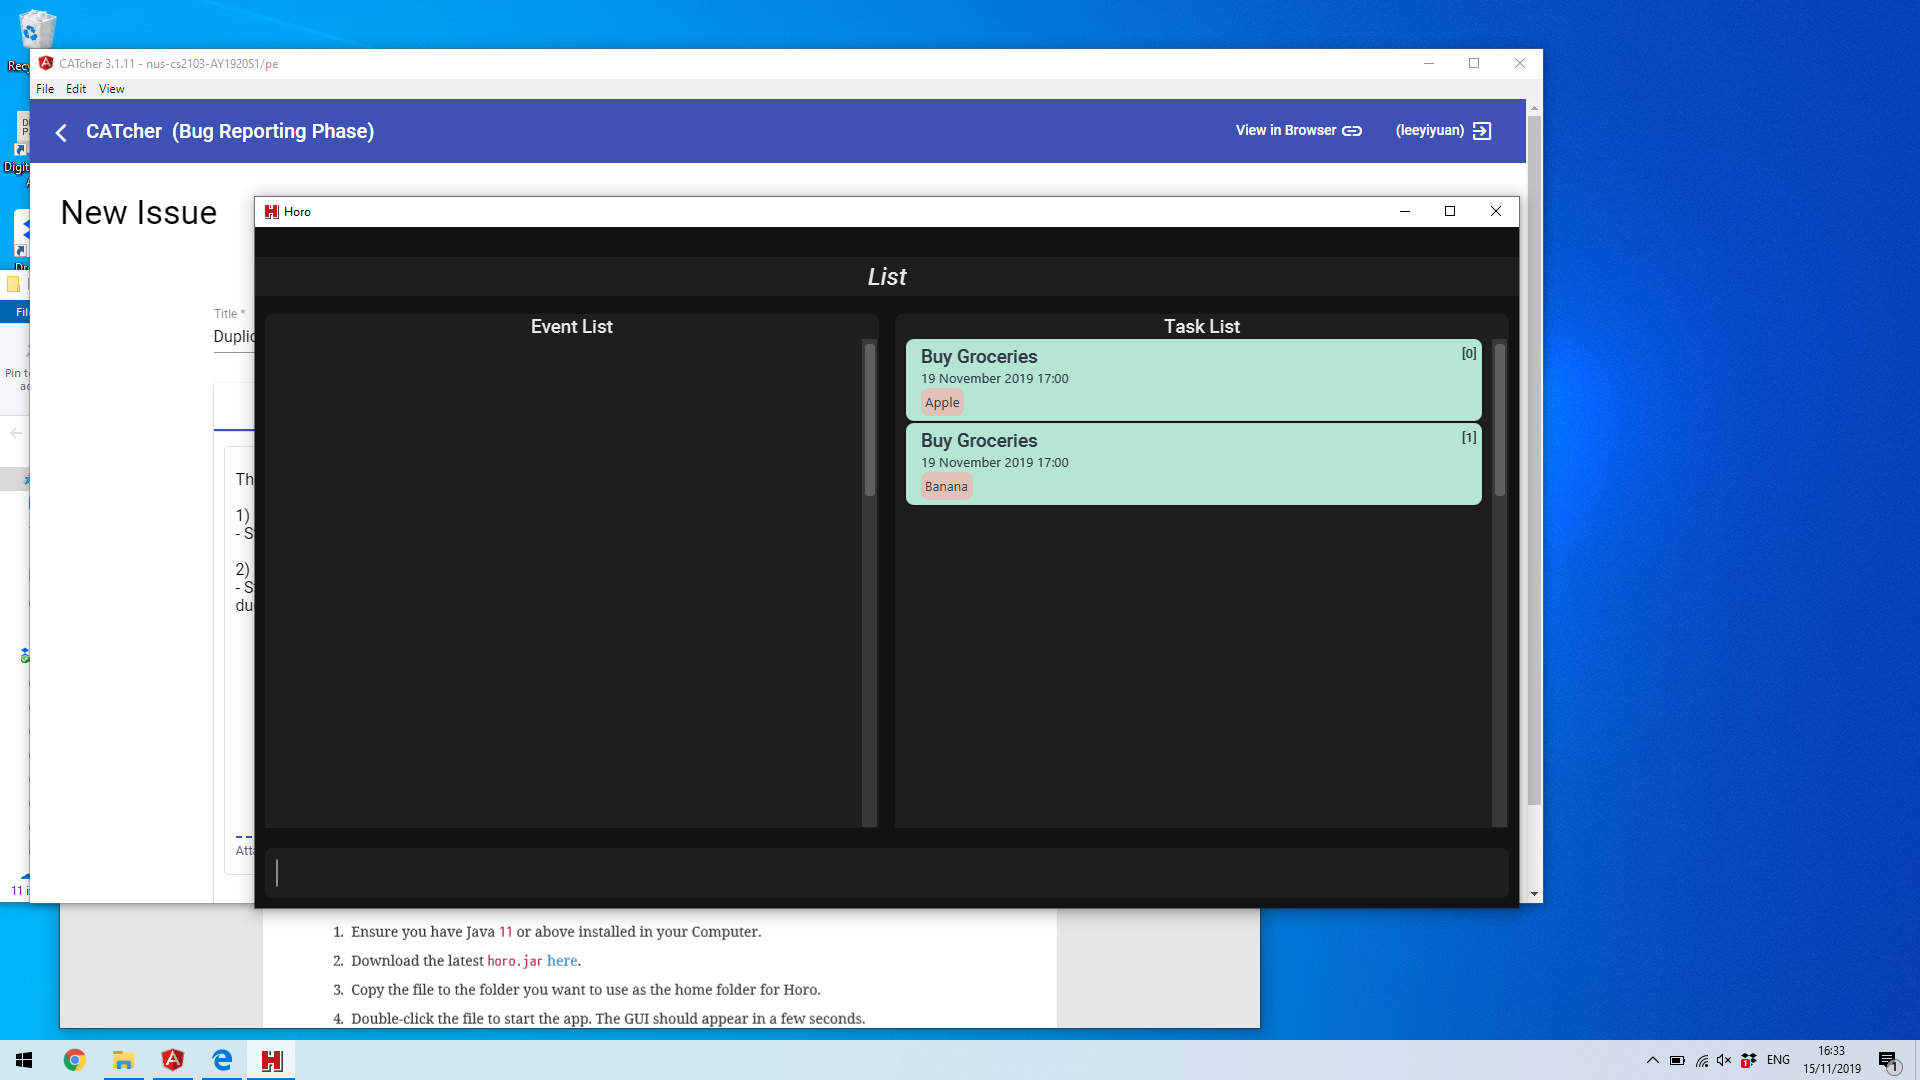 CATcher 3.1.11 - nus-cs2103-AY1920S1/pe
File Edit View
CATcher (Bug Reporting Phase)
View in Browser
(leeyiyuan)
New Issue
Title *
Horo
List
Event List
Task List
Buy Groceries
[0]
19 November 2019 17:00
Apple
Buy Groceries
[1]
19 November 2019 17:00
Banana
1)
2)
1. Ensure you have Java 11 or above installed in your Computer.
2. Download the latest horo.jar here.
3. Copy the file to the folder you want to use as the home folder for Horo.
4. Double-click the file to start the app. The GUI should appear in a few seconds.
ENG
16:33
15/11/2019
1